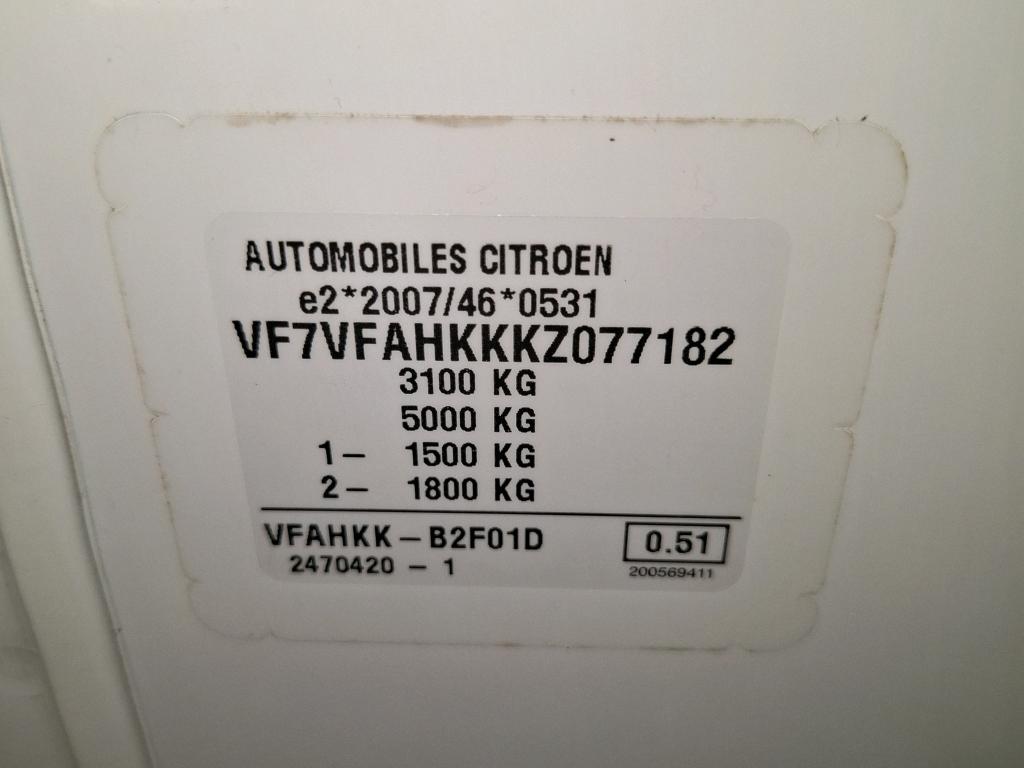 AUTOMOBILES CITROEN
e2*2007/46*0531
VF7VFAHKKKZ077182
3100 KG
5000 KG
1– 1500 KG
2– 1800 KG
VFAHKK – B2F01D
0.51
2470420 – 1
200569411